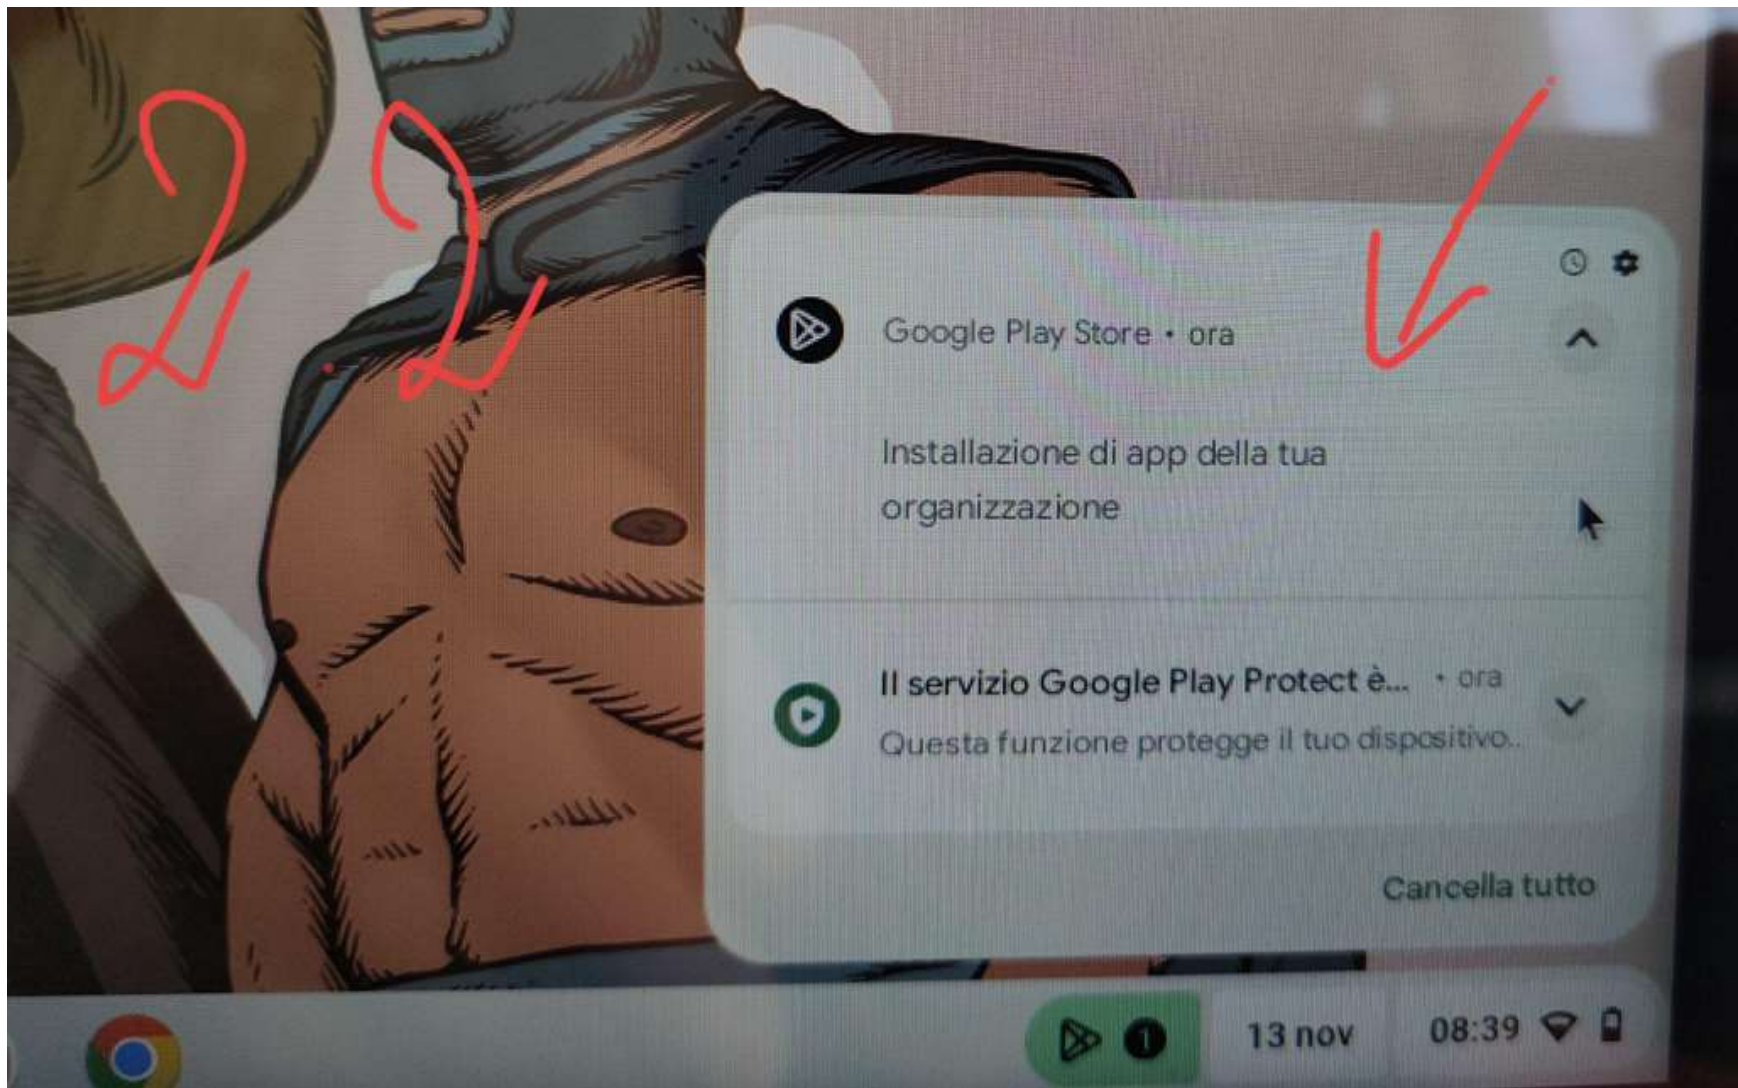 22
Google Play Store • ora
Installazione di app della tua
organizzazione
Il servizio Google Play Protect è... • ora
Questa funzione protegge il tuo dispositivo..
Cancella tutto
1
13 nov
08:39